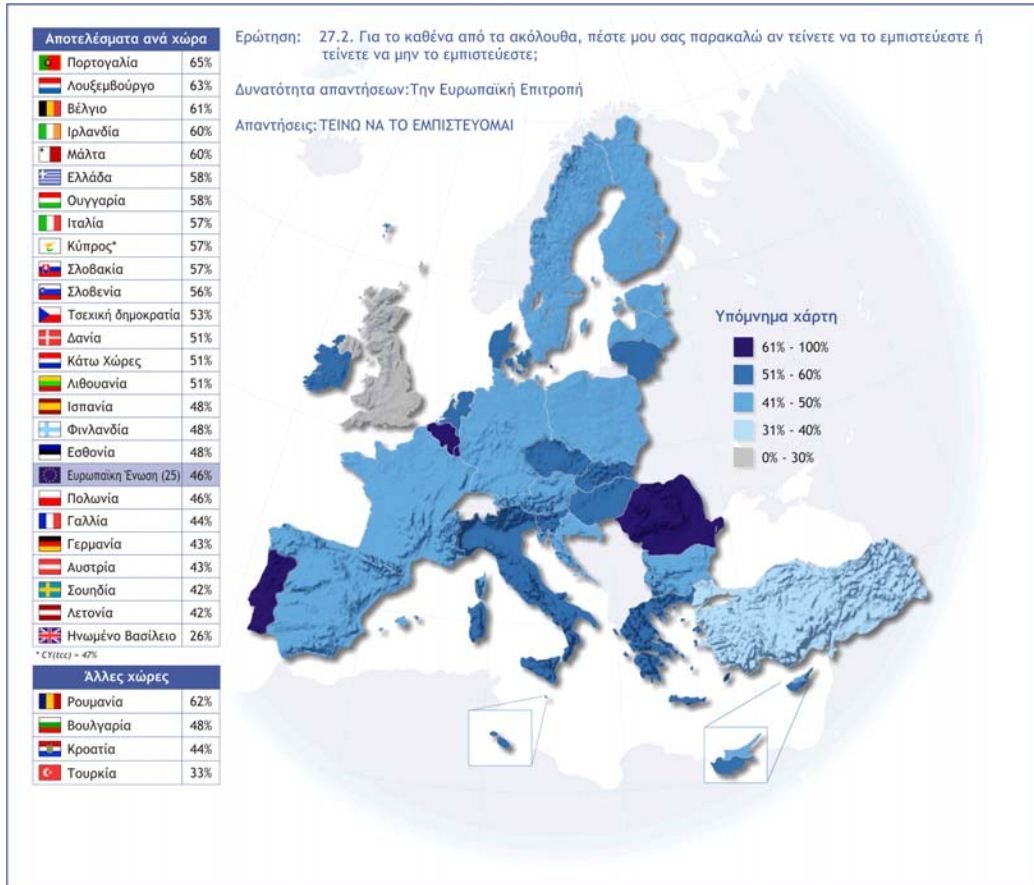 Αποτελέσματα ανά χώρα
Πορτογαλία 65%
Λουξεμβούργο 63%
Βέλγιο 61%
Ιρλανδία 60%
Μάλτα 60%
Ελλάδα 58%
Ουγγαρία 58%
Ιταλία 57%
Κύπρος* 57%
Σλοβακία 57%
Σλοβενία 56%
Τσεχική δημοκρατία 53%
Δανία 51%
Κάτω Χώρες 51%
Λιθουανία 51%
Ισπανία 48%
Φινλανδία 48%
Εσθονία 48%
Ευρωπαϊκη Ένωση (25) 46%
Πολωνία 46%
Γαλλία 44%
Γερμανία 43%
Αυστρία 43%
Σουηδία 42%
Λετονία 42%
Ηνωμένο Βασίλειο 26%
* CY(tcc) = 47%
Άλλες χώρες
Ρουμανία 62%
Βουλγαρία 48%
Κροατία 44%
Τουρκία 33%
Ερώτηση: 27.2. Για το καθένα από τα ακόλουθα, πέστε μου σας παρακαλώ αν τείνετε να το εμπιστεύεστε ή
τείνετε να μην το εμπιστεύεστε;
Δυνατότητα απαντήσεων: Την Ευρωπαϊκή Επιτροπή
Απαντήσεις: ΤΕΙΝΩ ΝΑ ΤΟ ΕΜΠΙΣΤΕΥΟΜΑΙ
Υπόμνημα χάρτη
61% - 100%
51% - 60%
41% - 50%
31% - 40%
0% - 30%